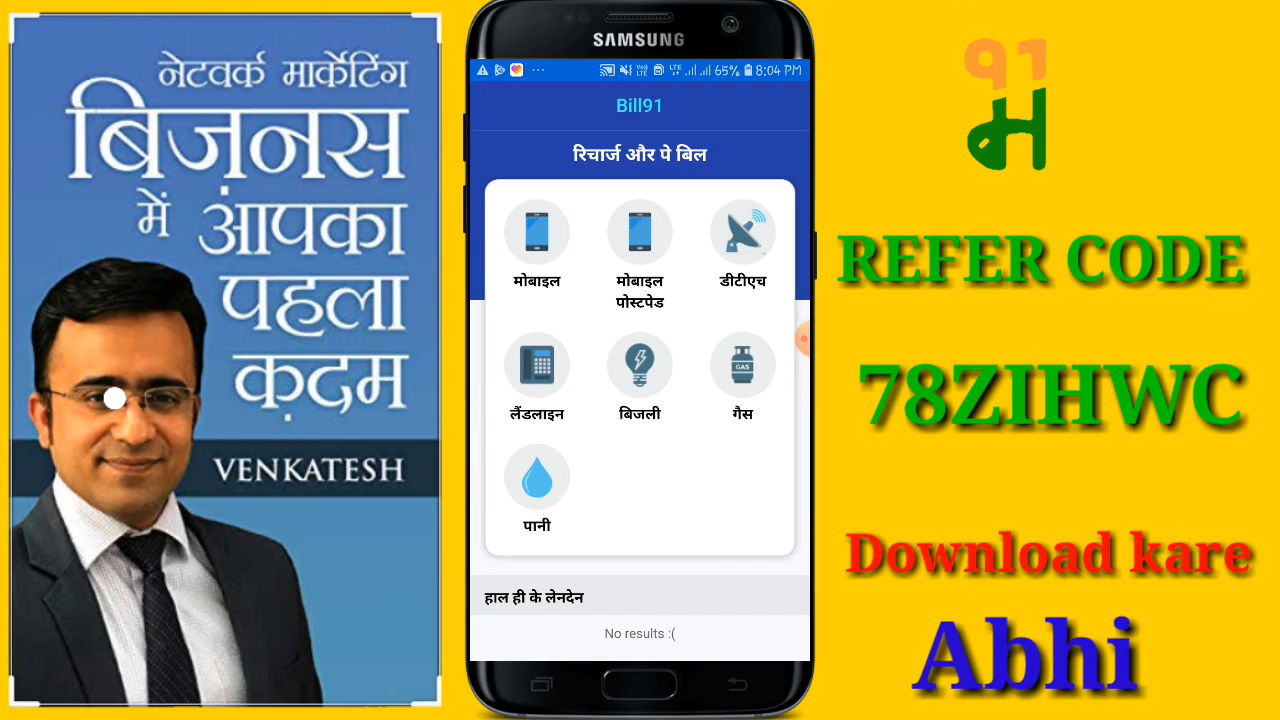 नेटवर्क मार्केटिंग
बिजनस
में आपका
पहला
क़दम
VENKATESH
SAMSUNG
65% 8:04 PM
Bill91
रिचार्ज और पे बिल
मोबाइल
मोबाइल
पोस्टपेड
डीटीएच
लैंडलाइन
बिजली
GAS
गैस
पानी
हाल ही के लेनदेन
No results :(
९१
भ
REFER CODE
78ZIHWC
Download kare
Abhi